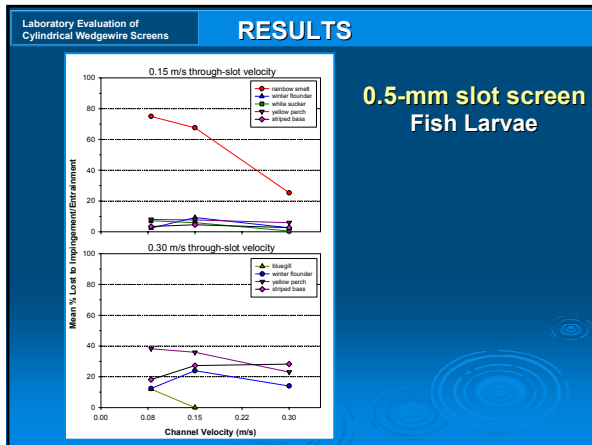 Laboratory Evaluation of
Cylindrical Wedgewire Screens
RESULTS
0.5-mm slot screen
Fish Larvae
Mean % Lost to Impingement/Entrainment
0.15 m/s through-slot velocity
100
80
60
40
20
0
rainbow smelt
winter flounder
white sucker
yellow perch
striped bass
0.30 m/s through-slot velocity
100
80
60
40
20
0
bluegill
winter flounder
yellow perch
striped bass
0.00 0.08 0.15 0.22 0.30
Channel Velocity (m/s)